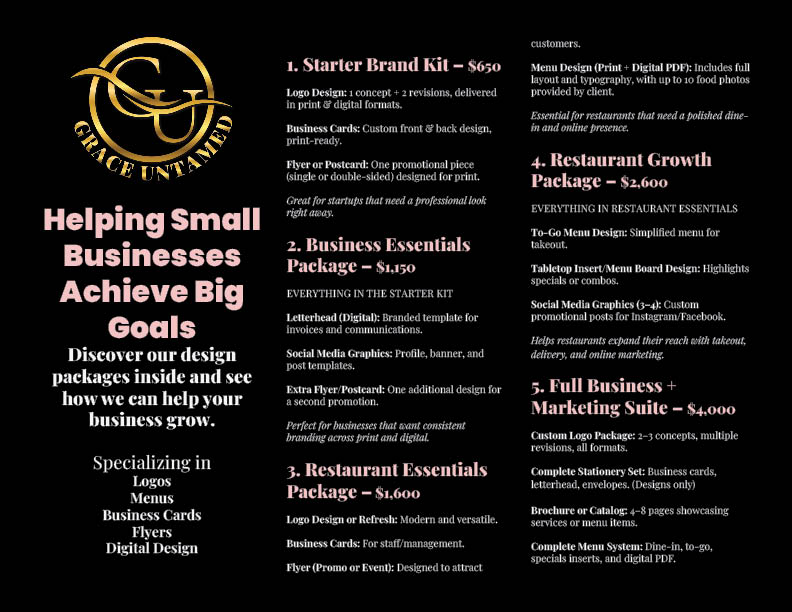 GU
GRACE UNTAMED
Helping Small
Businesses
Achieve Big
Goals
Discover our design
packages inside and see
how we can help your
business grow.
Specializing in
Logos
Menus
Business Cards
Flyers
Digital Design
1. Starter Brand Kit – $650
Logo Design: 1 concept + 2 revisions, delivered
in print & digital formats.
Business Cards: Custom front & back design,
print-ready.
Flyer or Postcard: One promotional piece
(single or double-sided) designed for print.
Great for startups that need a professional look
right away.
2. Business Essentials
Package – $1,150
EVERYTHING IN THE STARTER KIT
Letterhead (Digital): Branded template for
invoices and communications.
Social Media Graphics: Profile, banner, and
post templates.
Extra Flyer/Postcard: One additional design for
a second promotion.
Perfect for businesses that want consistent
branding across print and digital.
3. Restaurant Essentials
Package – $1,600
Logo Design or Refresh: Modern and versatile.
Business Cards: For staff/management.
Flyer (Promo or Event): Designed to attract
customers.
Menu Design (Print + Digital PDF): Includes full
layout and typography, with up to 10 food photos
provided by client.
Essential for restaurants that need a polished dine-
in and online presence.
4. Restaurant Growth
Package – $2,600
EVERYTHING IN RESTAURANT ESSENTIALS
To-Go Menu Design: Simplified menu for
takeout.
Tabletop Insert/Menu Board Design: Highlights
specials or combos.
Social Media Graphics (3–4): Custom
promotional posts for Instagram/Facebook.
Helps restaurants expand their reach with takeout,
delivery, and online marketing.
5. Full Business +
Marketing Suite – $4,000
Custom Logo Package: 2–3 concepts, multiple
revisions, all formats.
Complete Stationery Set: Business cards,
letterhead, envelopes. (Designs only)
Brochure or Catalog: 4–8 pages showcasing
services or menu items.
Complete Menu System: Dine-in, to-go,
specials inserts, and digital PDF.